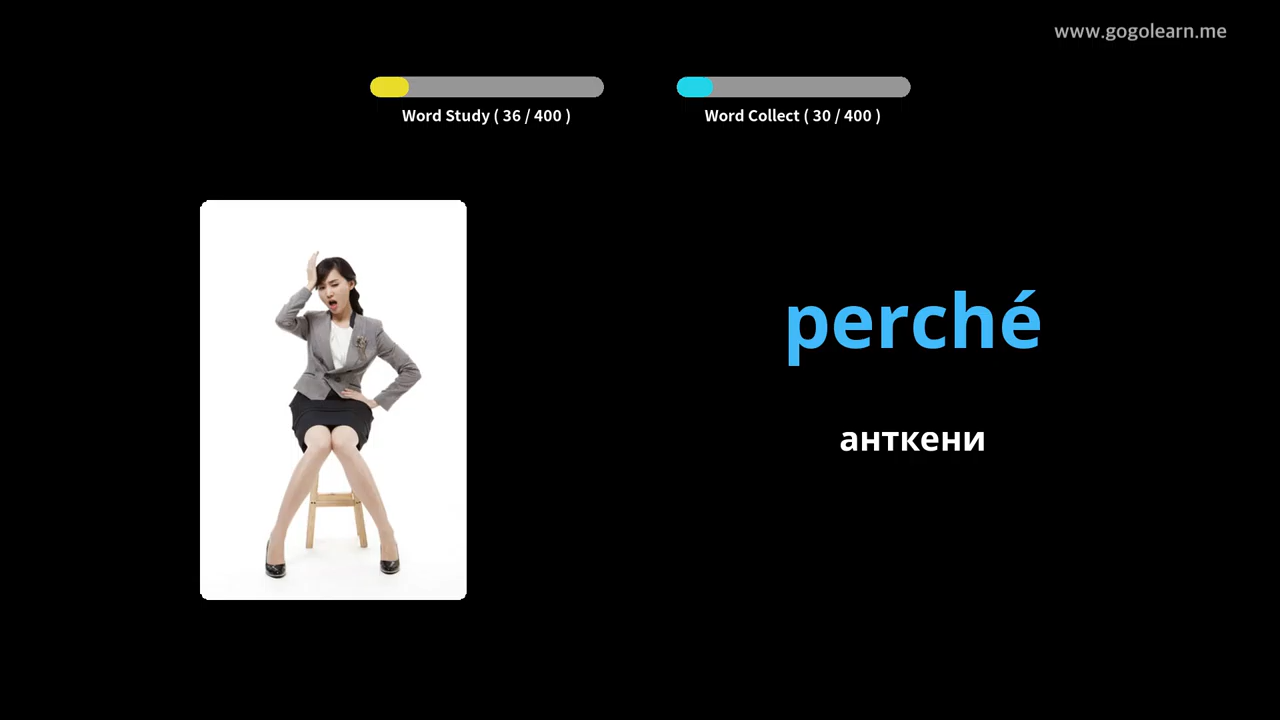 www.gogolearn.me
Word Study ( 36 / 400 )
Word Collect ( 30 / 400 )
perché
анткени